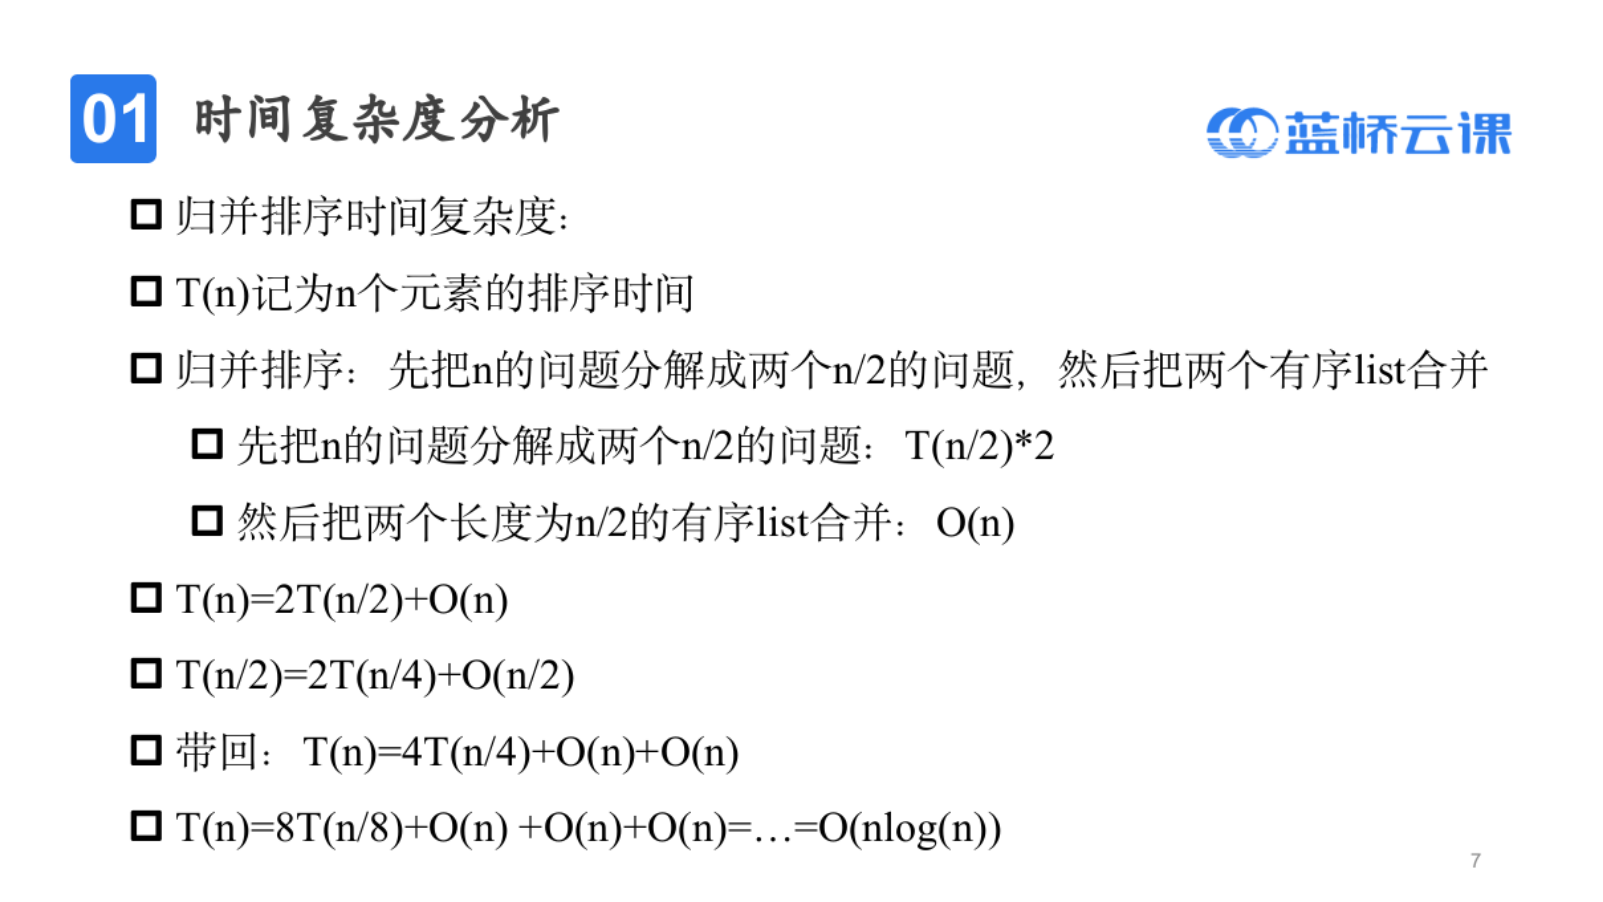 01 时间复杂度分析
蓝桥云课
归并排序时间复杂度：
T(n)记为n个元素的排序时间
归并排序：先把n的问题分解成两个n/2的问题，然后把两个有序list合并
先把n的问题分解成两个n/2的问题：T(n/2)*2
然后把两个长度为n/2的有序list合并：O(n)
T(n)=2T(n/2)+O(n)
T(n/2)=2T(n/4)+O(n/2)
带回：T(n)=4T(n/4)+O(n)+O(n)
T(n)=8T(n/8)+O(n) +O(n)+O(n)=…=O(nlog(n))
7